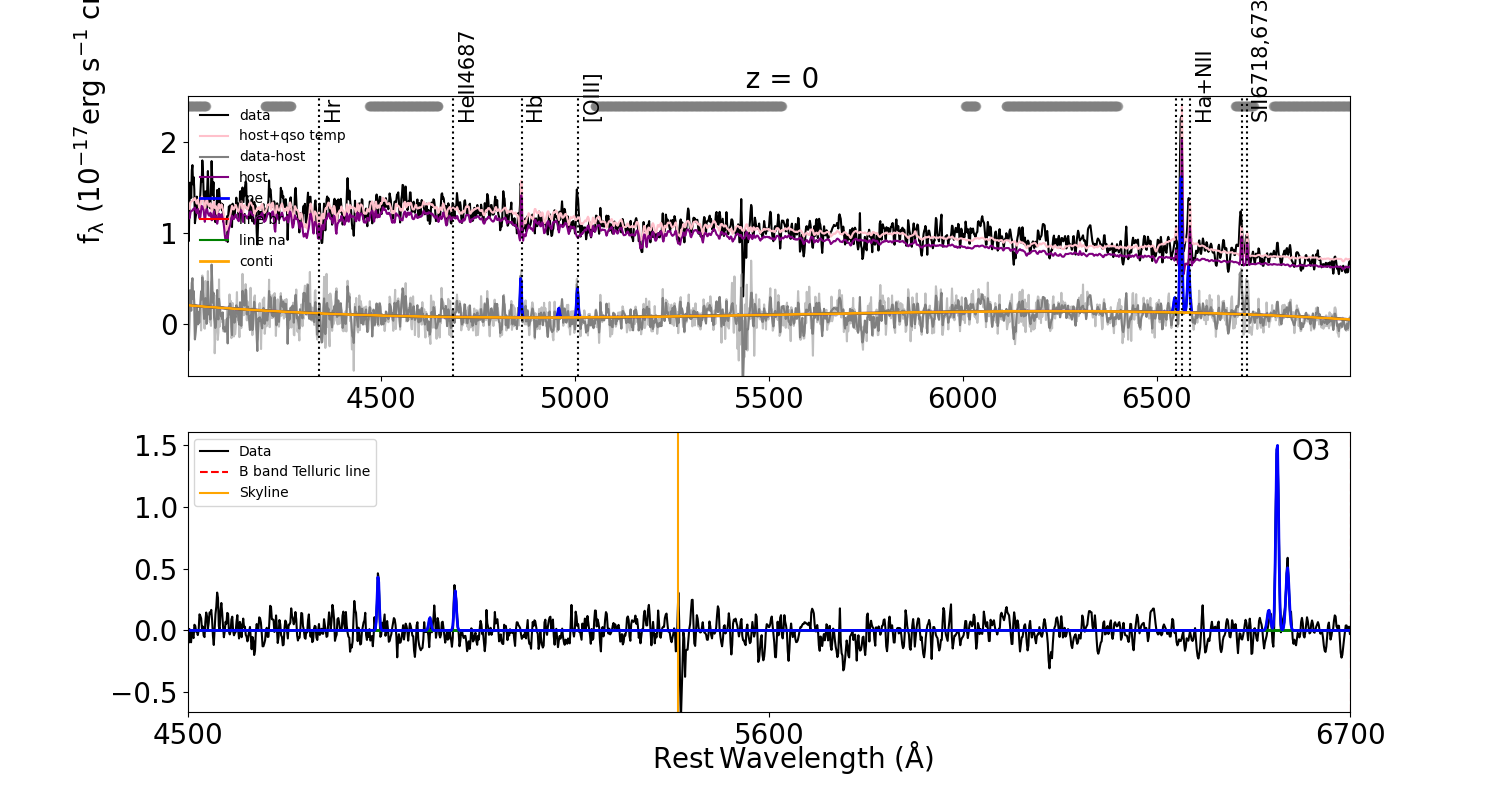 z = 0
f_λ (10^{-17} erg s^{-1}
Hr
HeII4687
Hb
[OIII]
Ha+NII
SII6718,673
data
host+qso temp
data-host
host
line
line na
conti
2
1
0
4500 5000 5500 6000 6500
O3
Data
B band Telluric line
Skyline
1.5
1.0
0.5
0.0
−0.5
4500 5600 6700
Rest Wavelength (Å)